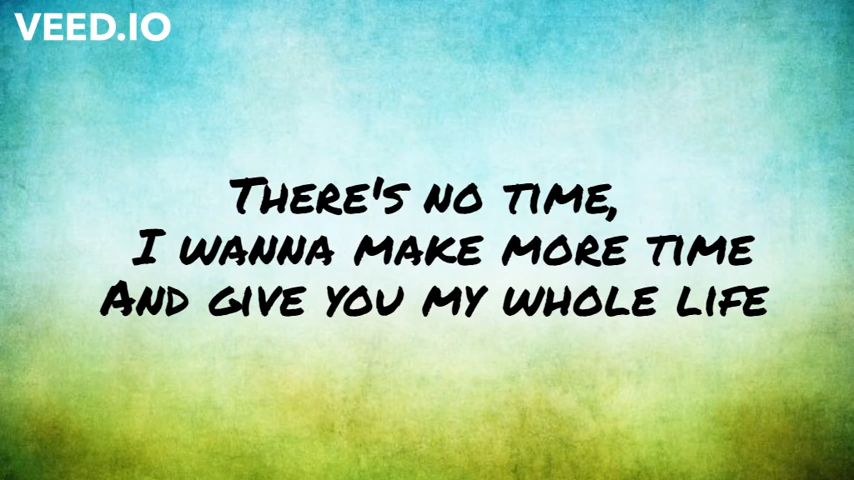 VEED.IO
There's no time,
I wanna make more time
And give you my whole life